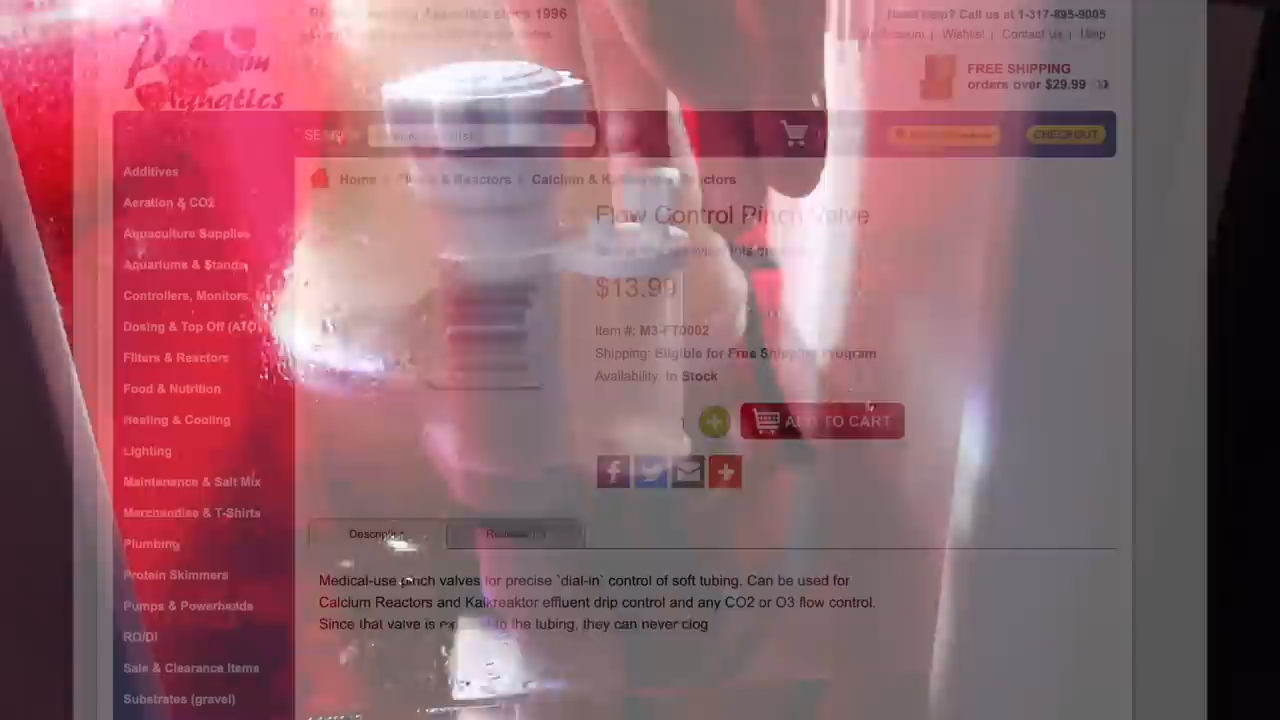 since 1996
Need help? Call us at 1-317-895-9005
Wishlist | Contact us | Help
Aquatics
FREE SHIPPING
orders over $29.99
CHECKOUT
Additives
Aeration & CO2
Aquaculture Supplies
Aquariums & Stands
Controllers, Monitors,
Dosing & Top Off (ATO)
Filters & Reactors
Food & Nutrition
Heating & Cooling
Lighting
Maintenance & Salt Mix
Merchandise & T-Shirts
Plumbing
Protein Skimmers
Pumps & Powerheads
RO/DI
Sale & Clearance Items
Substrates (gravel)
Home & Reactors Calcium &
Flow Control Pinch Valve
$13.99
Item #: M3-FT0002
Shipping: Eligible for Free Shipping Program
Availability: In Stock
1
ADD TO CART
Description
Medical-use pinch valves for precise `dial-in` control of soft tubing. Can be used for
Calcium Reactors and Kalkreaktor effluent drip control and any CO2 or O3 flow control.
Since that valve is to the tubing, they can never clog